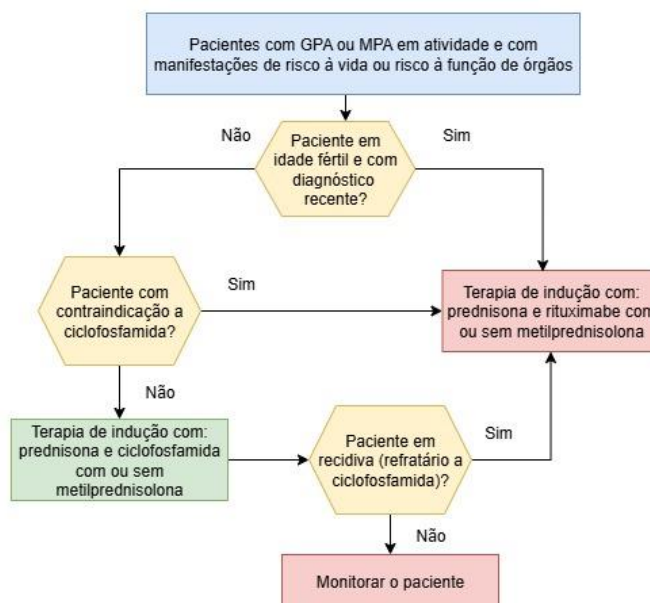 Pacientes com GPA ou MPA em atividade e com
manifestações de risco à vida ou risco à função de órgãos
Não
Sim
Paciente em
idade fértil e com
diagnóstico
recente?
Paciente com
contraindicação a
ciclofosfamida?
Sim
Terapia de indução com:
prednisona e rituximabe com
ou sem metilprednisolona
Não
Terapia de indução com:
prednisona e ciclofosfamida
com ou sem
metilprednisolona
Paciente em
recidiva (refratário a
ciclofosfamida)?
Sim
Não
Monitorar o paciente